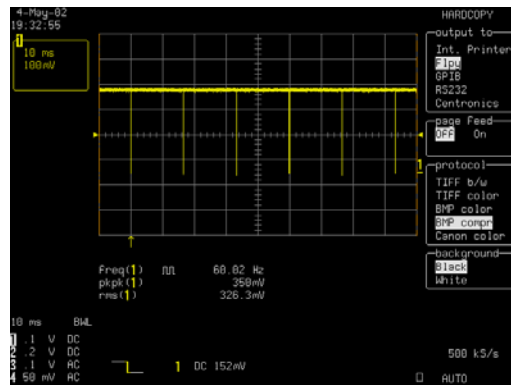 4-May-02
19:32:55
1
10 ms
100mV
HARDCOPY
output to
Int. Printer
Flpy
GPIB
RS232
Centronics
page Feed
OFF On
1
protocol
TIFF b/w
TIFF color
BMP color
BMP compr
Canon color
background
Black
White
freq(1) 60.02 Hz
pkpk(1) 350mV
rms(1) 326.3mV
10 ms BWL
1 .1 V DC
2 .2 V DC
3 .1 V AC
4 50 mV AC
1 DC 152mV
500 kS/s
AUTO